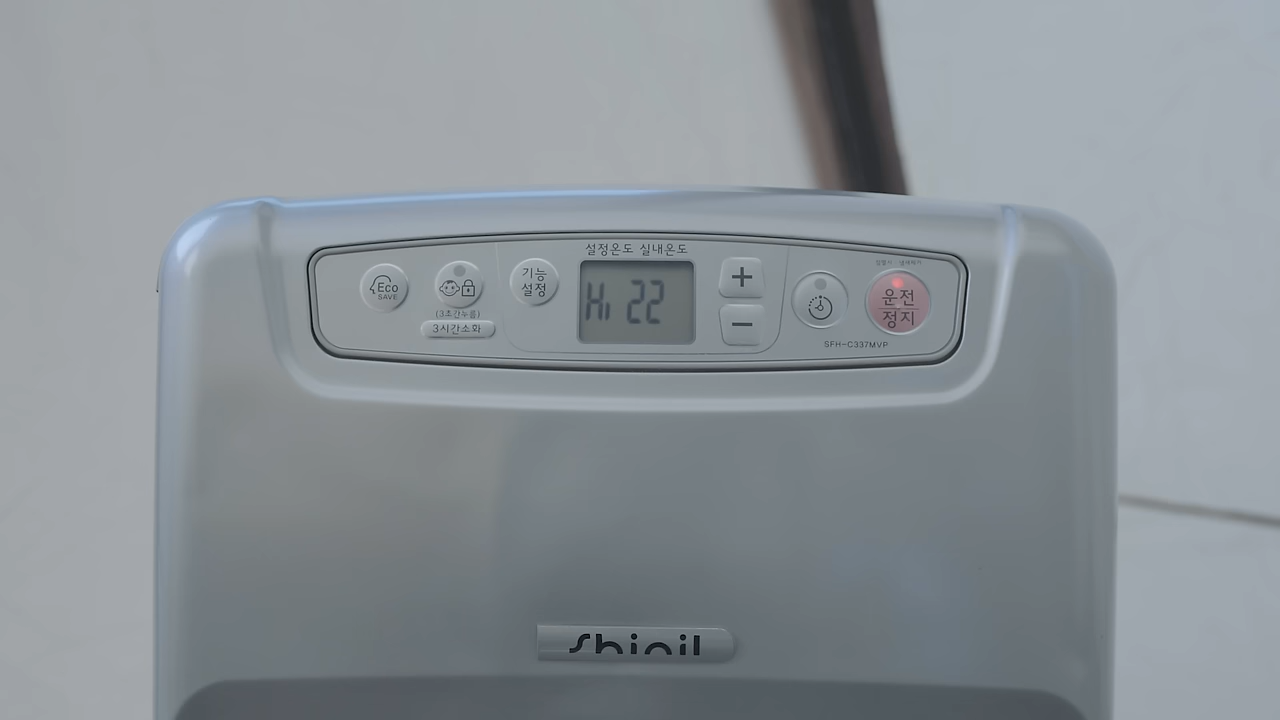 설정온도 실내온도
Eco
SAVE
(3초간누름)
3시간소화
기능
설정
Hi 22
+
−
운전
정지
SFH-C337MVP
Shinil